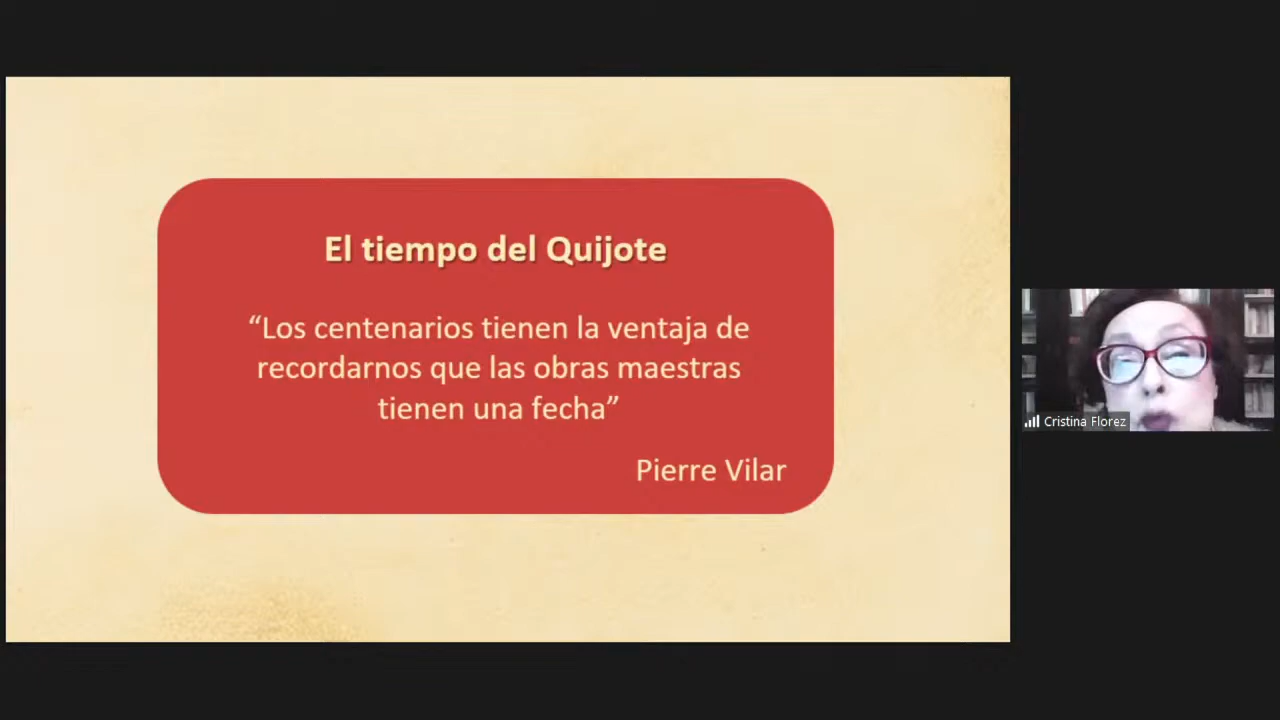 El tiempo del Quijote
“Los centenarios tienen la ventaja de
recordarnos que las obras maestras
tienen una fecha”
Pierre Vilar
Cristina Florez